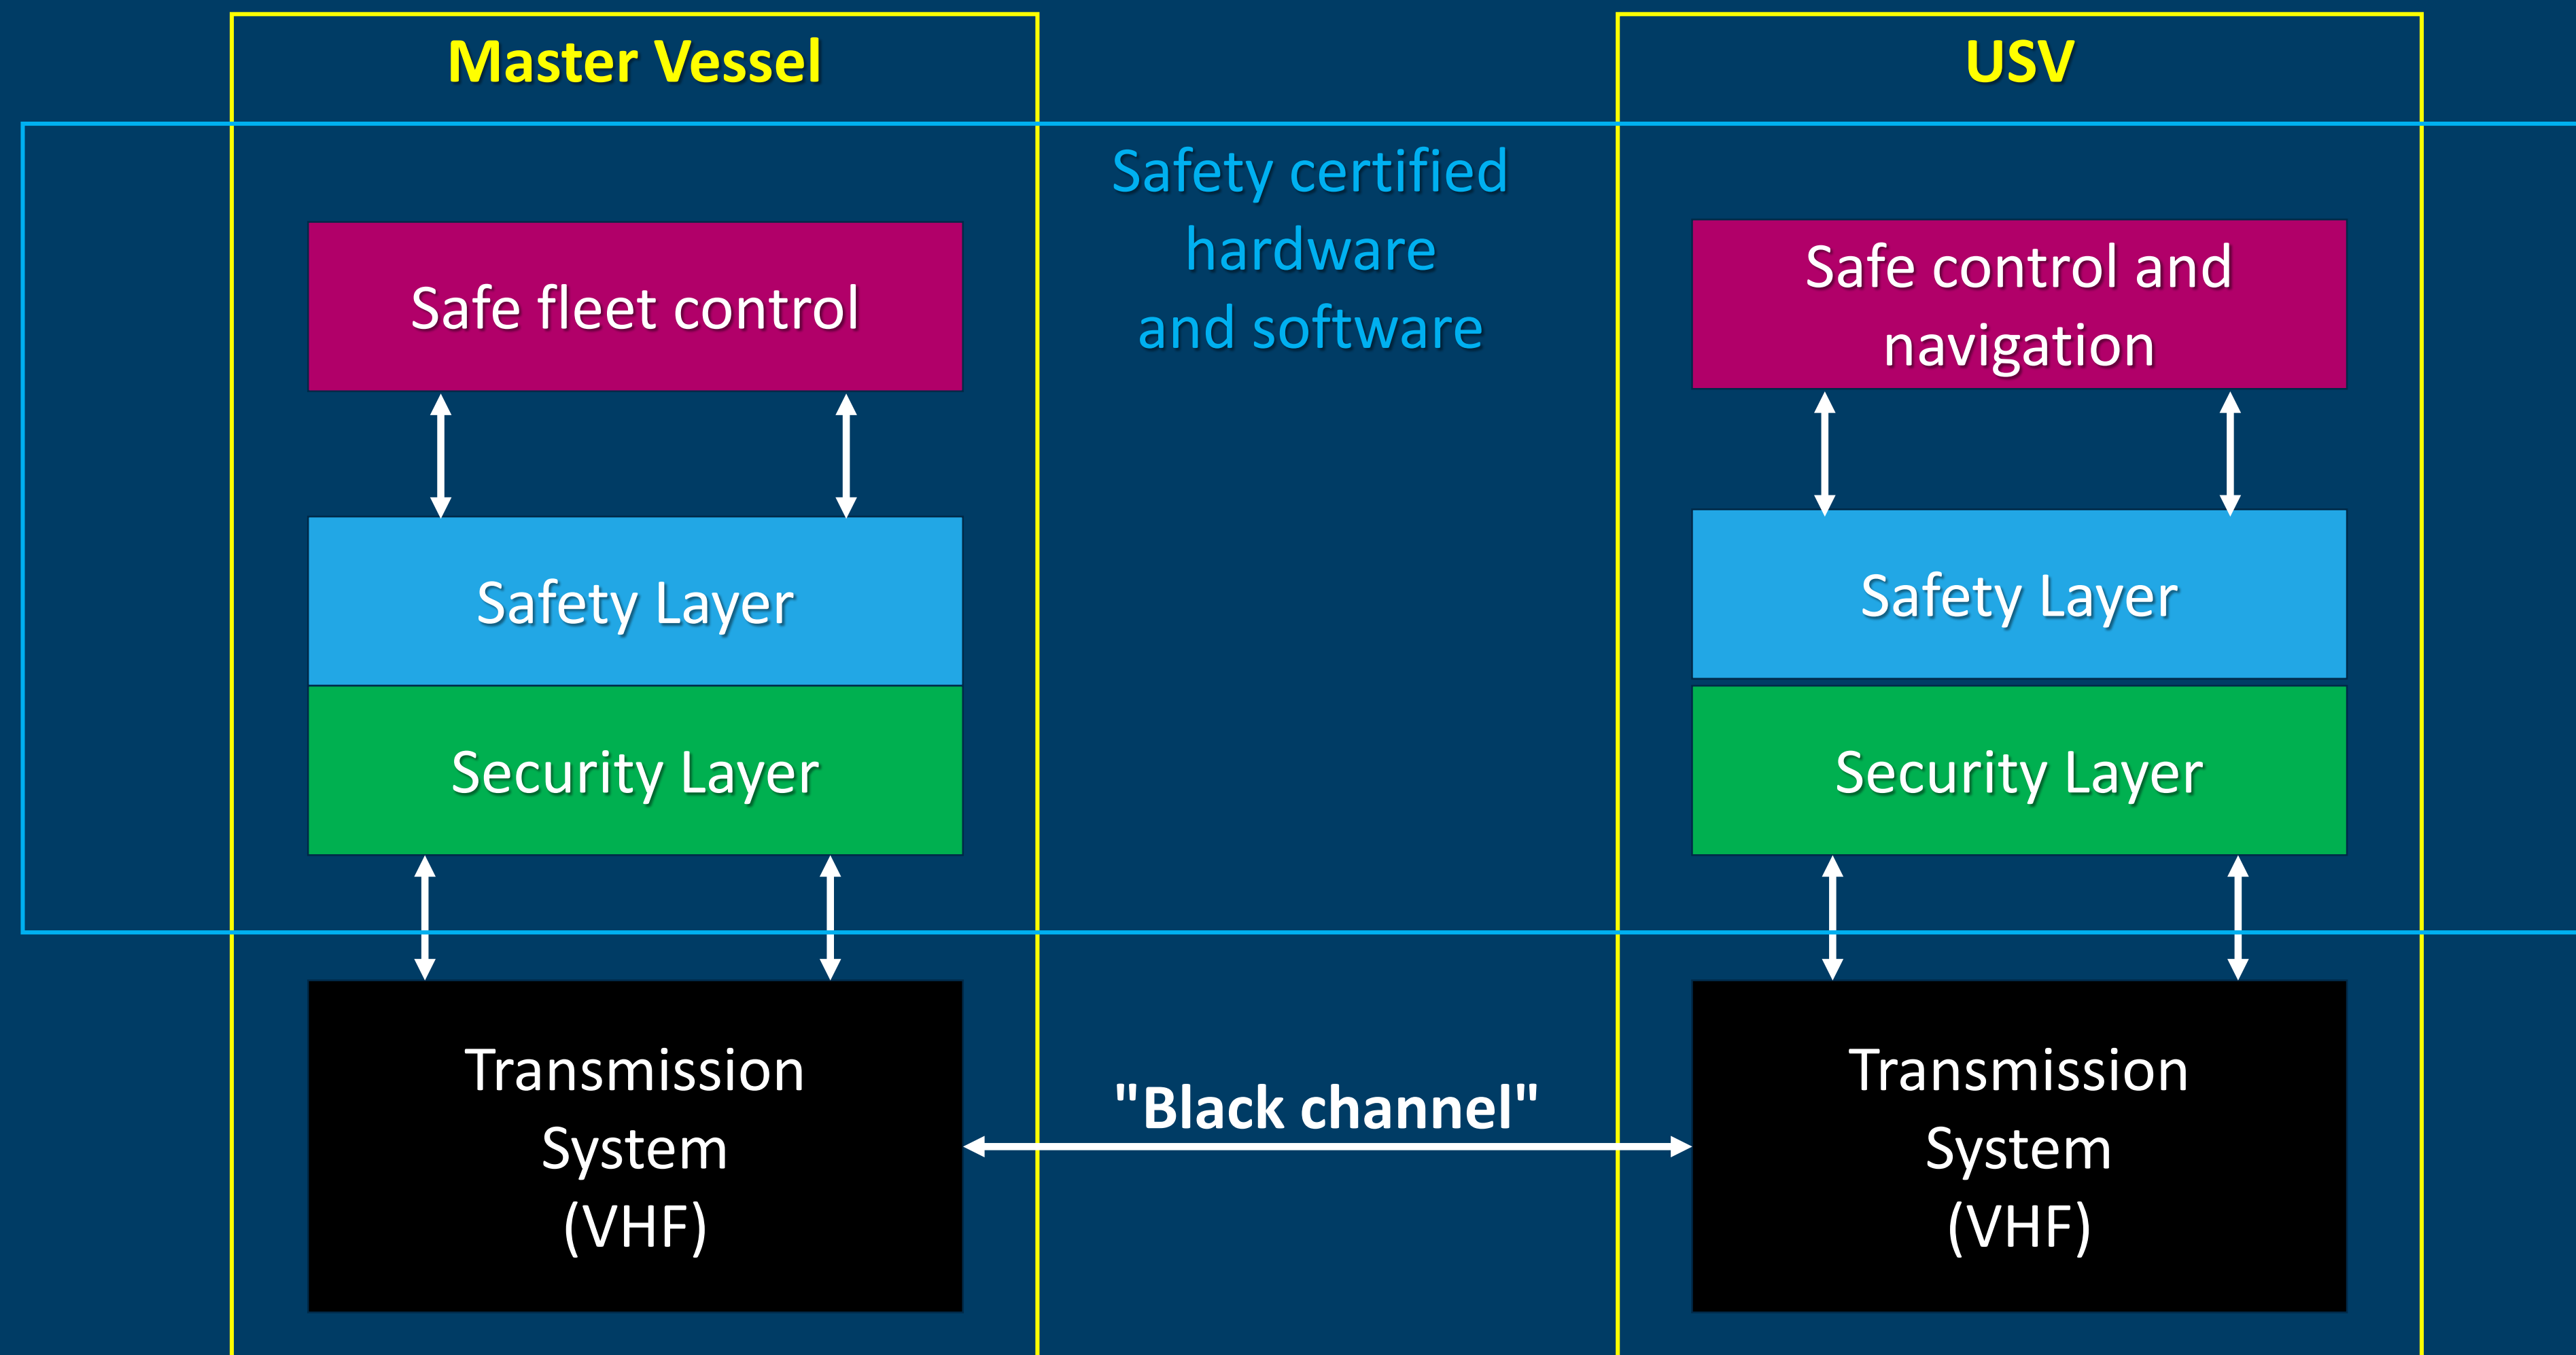 Master Vessel
USV
Safety certified
hardware
and software
Safe fleet control
Safe control and
navigation
Safety Layer
Safety Layer
Security Layer
Security Layer
Transmission
System
(VHF)
"Black channel"
Transmission
System
(VHF)